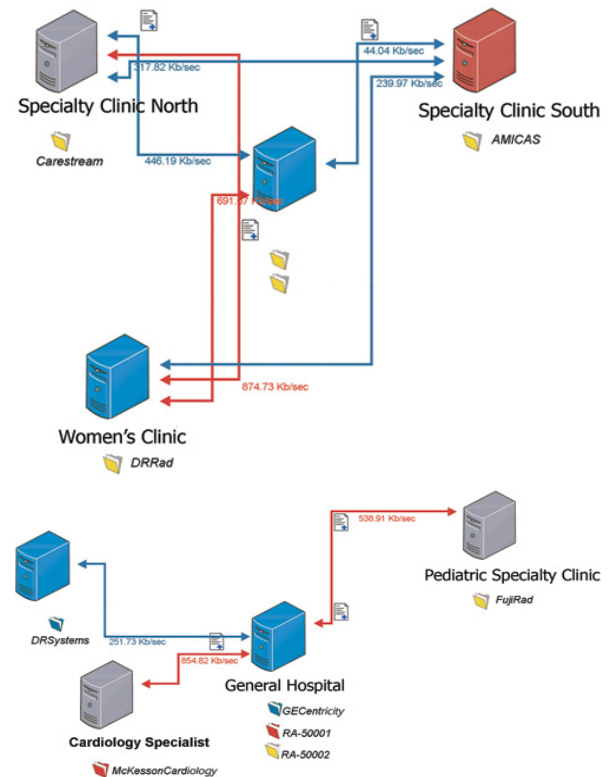 44.04 Kb/sec
317.82 Kb/sec
239.97 Kb/sec
Specialty Clinic North
Specialty Clinic South
Carestream
AMICAS
446.19 Kb/sec
Kb/sec
874.73 Kb/sec
Women's Clinic
DRRad
538.91 Kb/sec
Pediatric Specialty Clinic
FujiRad
DRSystems
251.73 Kb/sec
854.82 Kb/sec
General Hospital
GECentricity
RA-50001
RA-50002
Cardiology Specialist
McKessonCardiology